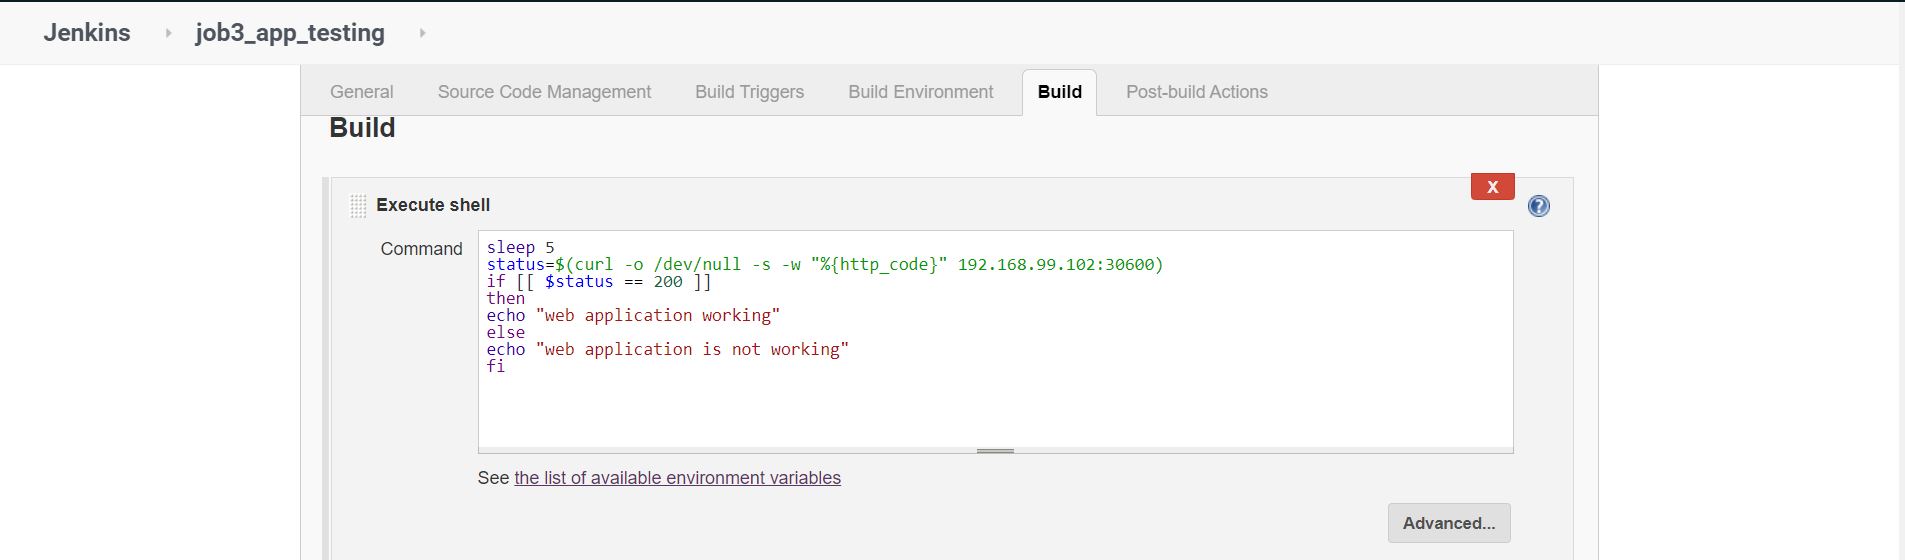 Jenkins job3_app_testing
General Source Code Management Build Triggers Build Environment Build Post-build Actions
Build
X
Execute shell ?
Command
sleep 5
status=$(curl -o /dev/null -s -w "%{http_code}" 192.168.99.102:30600)
if [[ $status == 200 ]]
then
echo "web application working"
else
echo "web application is not working"
fi
See the list of available environment variables
Advanced...